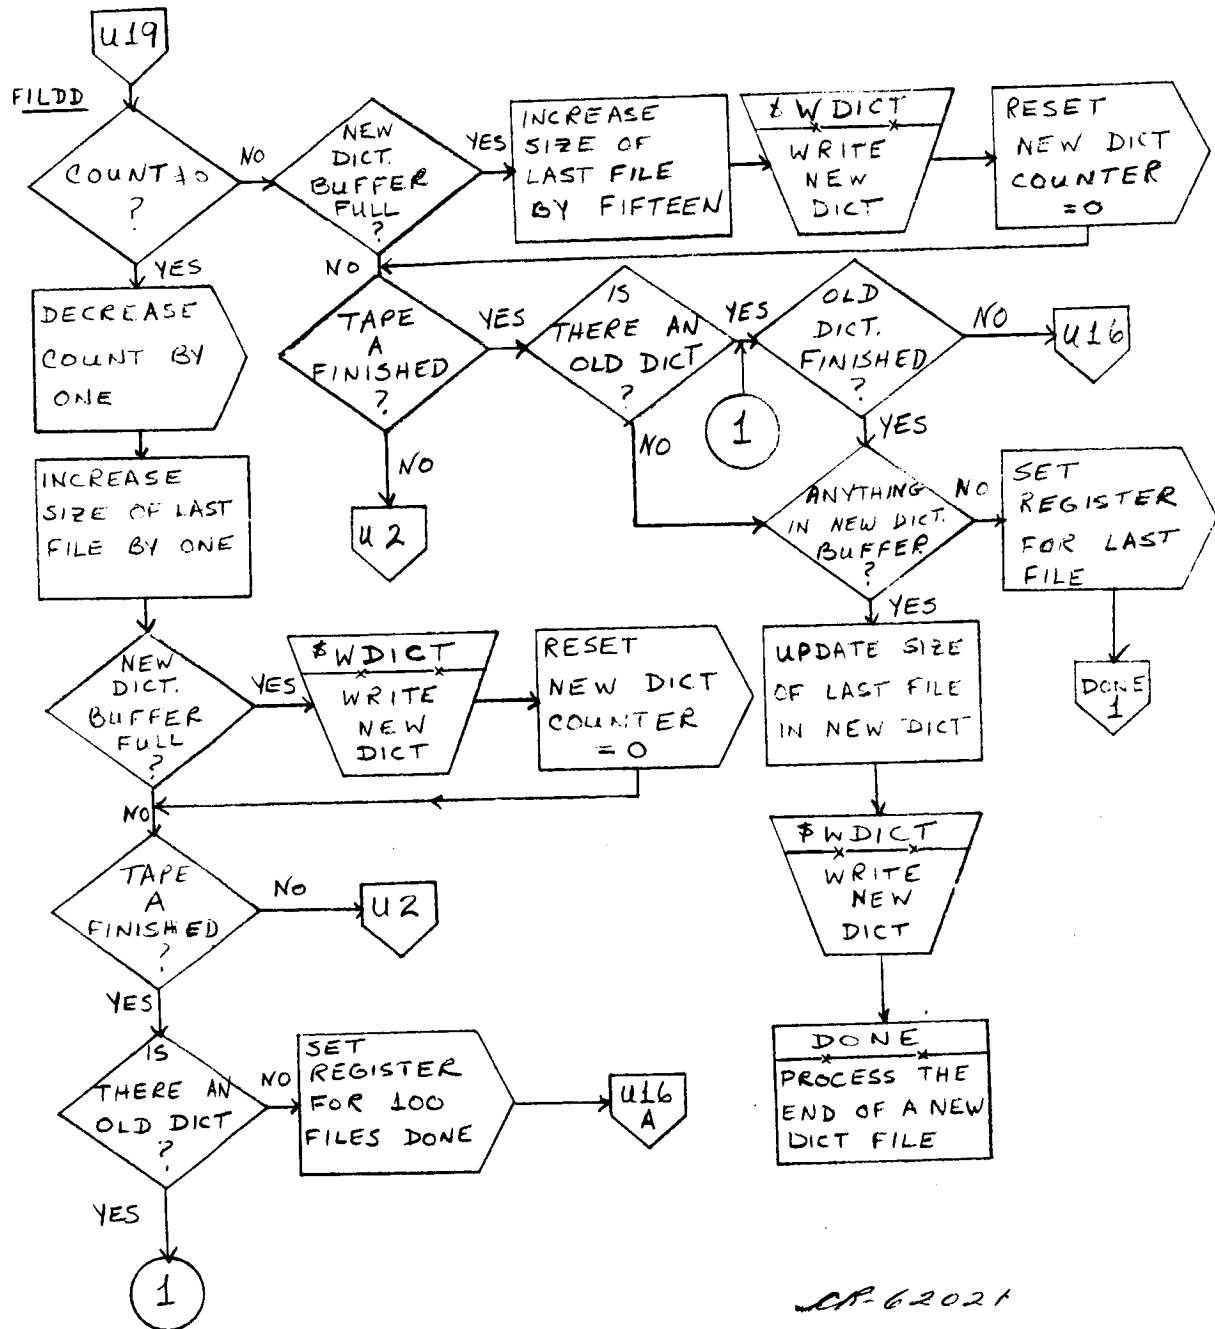 U19
FILDD
COUNT ≠ 0
?
NO
YES
NEW
DICT.
BUFFER
FULL
?
YES
NO
INCREASE
SIZE OF
LAST FILE
BY FIFTEEN
$ WDICT
WRITE
NEW
DICT
RESET
NEW DICT
COUNTER
= 0
DECREASE
COUNT BY
ONE
TAPE
A
FINISHED
?
YES
NO
U2
IS
THERE AN
OLD DICT
?
YES
NO
1
OLD
DICT.
FINISHED
?
NO
U16
YES
ANYTHING
IN NEW DICT.
BUFFER
?
NO
SET
REGISTER
FOR LAST
FILE
DONE
1
YES
INCREASE
SIZE OF LAST
FILE BY ONE
NEW
DICT.
BUFFER
FULL
?
YES
NO
$ WDICT
WRITE
NEW
DICT
RESET
NEW DICT
COUNTER
= 0
UPDATE SIZE
OF LAST FILE
IN NEW DICT
$ WDICT
WRITE
NEW
DICT
DONE
PROCESS THE
END OF A NEW
DICT FILE
TAPE
A
FINISHED
?
NO
U2
YES
IS
THERE AN
OLD DICT
?
NO
SET
REGISTER
FOR 100
FILES DONE
U16
A
YES
1
CR-62021